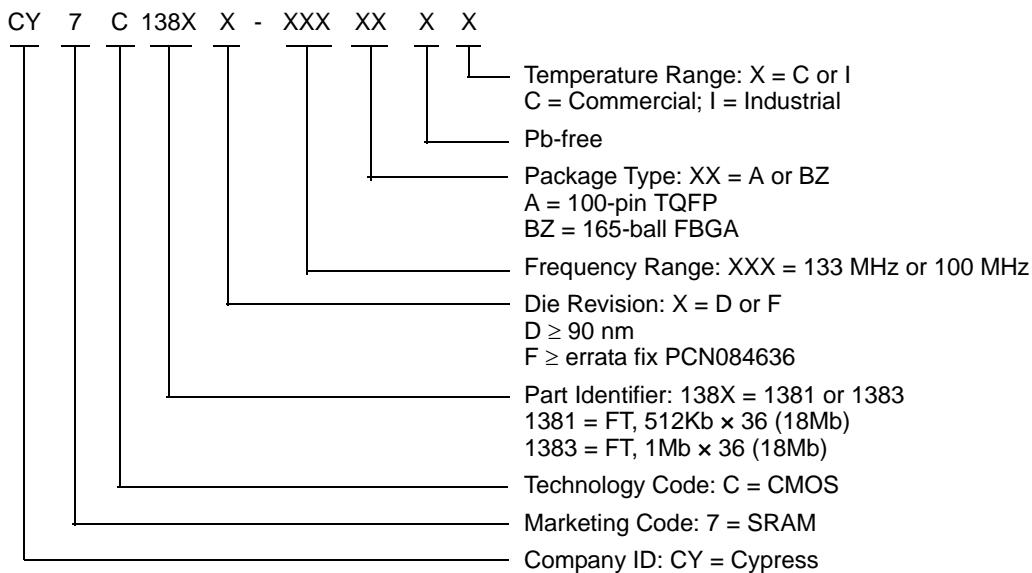 CY 7 C 138X X - XXX XX X X
Temperature Range: X = C or I
C = Commercial; I = Industrial
Pb-free
Package Type: XX = A or BZ
A = 100-pin TQFP
BZ = 165-ball FBGA
Frequency Range: XXX = 133 MHz or 100 MHz
Die Revision: X = D or F
D ≥ 90 nm
F ≥ errata fix PCN084636
Part Identifier: 138X = 1381 or 1383
1381 = FT, 512Kb × 36 (18Mb)
1383 = FT, 1Mb × 36 (18Mb)
Technology Code: C = CMOS
Marketing Code: 7 = SRAM
Company ID: CY = Cypress